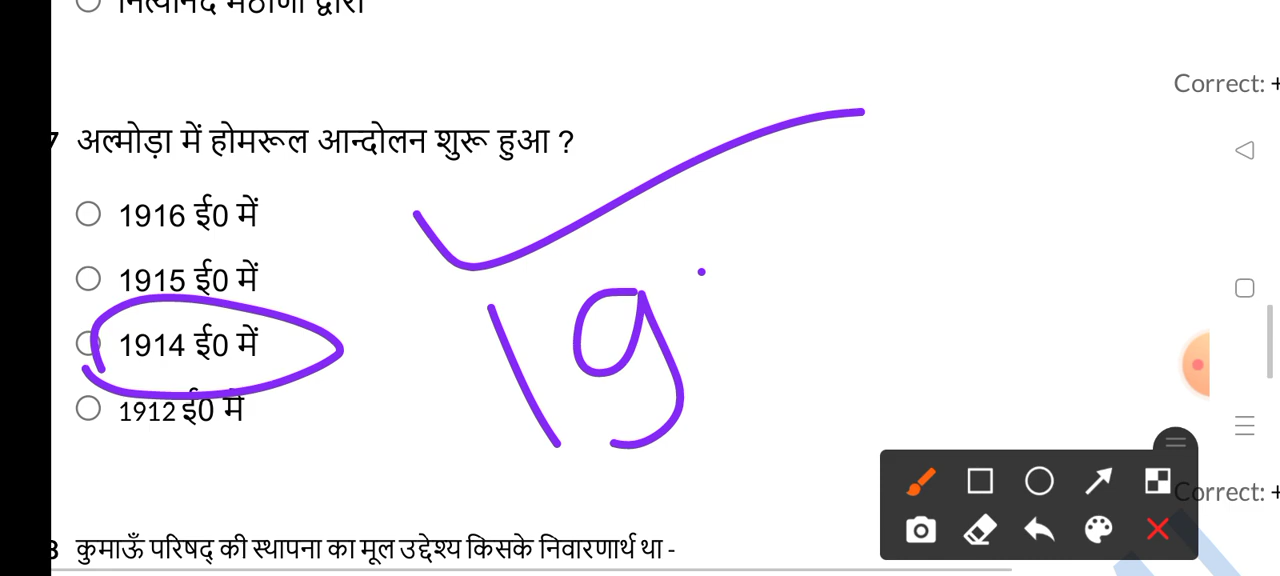 नित्यानंद मैठाणी द्वारा
Correct: +
7 अल्मोड़ा में होमरूल आन्दोलन शुरू हुआ ?
1916 ई0 में
1915 ई0 में
1914 ई0 में
1912 ई0 में
19
Correct: +
8 कुमाऊँ परिषद् की स्थापना का मूल उद्देश्य किसके निवारणार्थ था -